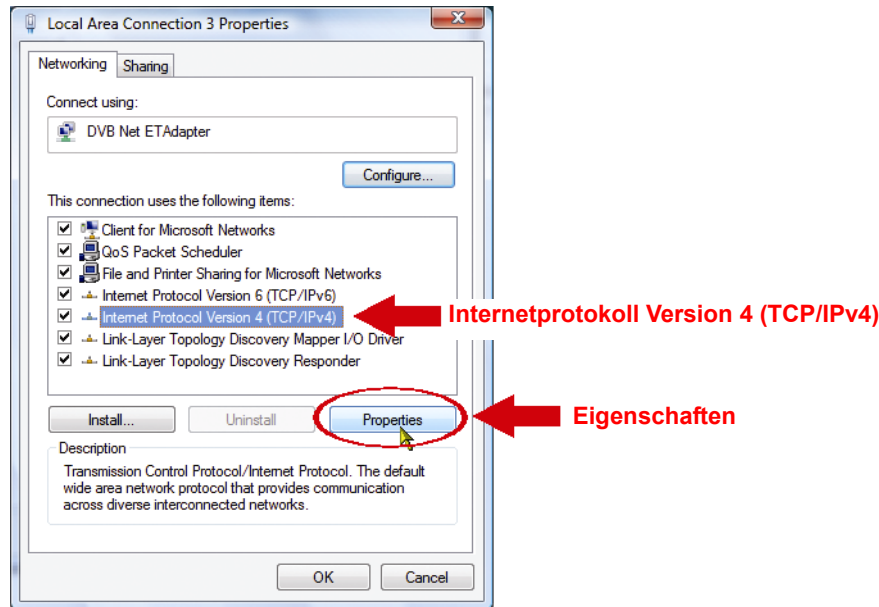 Local Area Connection 3 Properties
Networking
Sharing
Connect using:
DVB Net ETAdapter
Configure...
This connection uses the following items:
Client for Microsoft Networks
QoS Packet Scheduler
File and Printer Sharing for Microsoft Networks
Internet Protocol Version 6 (TCP/IPv6)
Internet Protocol Version 4 (TCP/IPv4)
Internetprotokoll Version 4 (TCP/IPv4)
Link-Layer Topology Discovery Mapper I/O Driver
Link-Layer Topology Discovery Responder
Install...
Uninstall
Properties
Eigenschaften
Description
Transmission Control Protocol/Internet Protocol. The default
wide area network protocol that provides communication
across diverse interconnected networks.
OK
Cancel